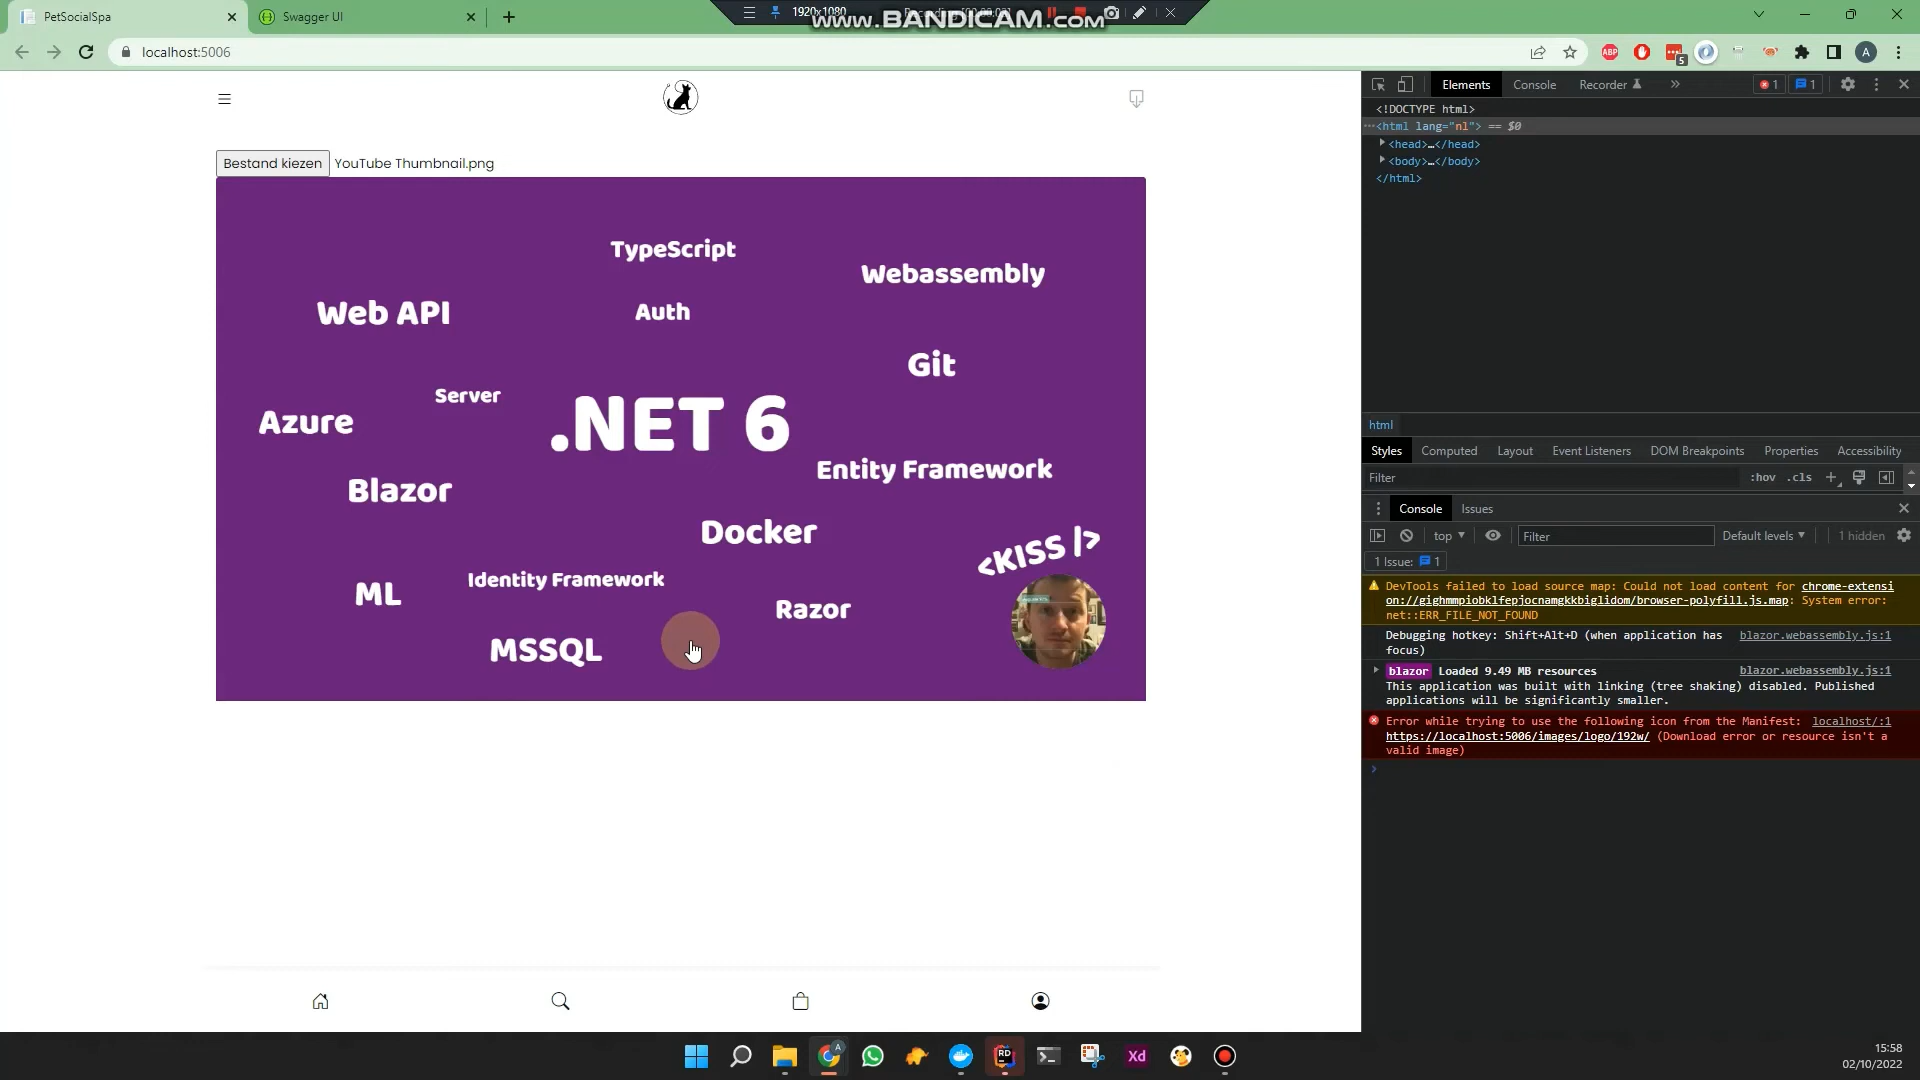 PetSocialSpa
Swagger UI
1920x1080
www.BANDICAM.com
localhost:5006
ABP
5
A
Elements
Console
Recorder
»
1
1
<!DOCTYPE html>
<html lang="nl"> == $0
<head>…</head>
<body>…</body>
</html>
Bestand kiezen
YouTube Thumbnail.png
TypeScript
Webassembly
Web API
Auth
Git
Server
Azure
.NET 6
Entity Framework
Blazor
Docker
<KISS />
Identity Framework
ML
Razor
MSSQL
html
Styles
Computed
Layout
Event Listeners
DOM Breakpoints
Properties
Accessibility
Filter
:hov
.cls
Console
Issues
top
Filter
Default levels
1 hidden
1 Issue:
1
DevTools failed to load source map: Could not load content for chrome-extensi
on://gighmmpiobklfepjocnamgkkbiglidom/browser-polyfill.js.map: System error:
net::ERR_FILE_NOT_FOUND
Debugging hotkey: Shift+Alt+D (when application has
blazor.webassembly.js:1
focus)
blazor Loaded 9.49 MB resources
blazor.webassembly.js:1
This application was built with linking (tree shaking) disabled. Published
applications will be significantly smaller.
Error while trying to use the following icon from the Manifest:
localhost/:1
https://localhost:5006/images/logo/192w/ (Download error or resource isn't a
valid image)
A
RD
Xd
15:58
02/10/2022